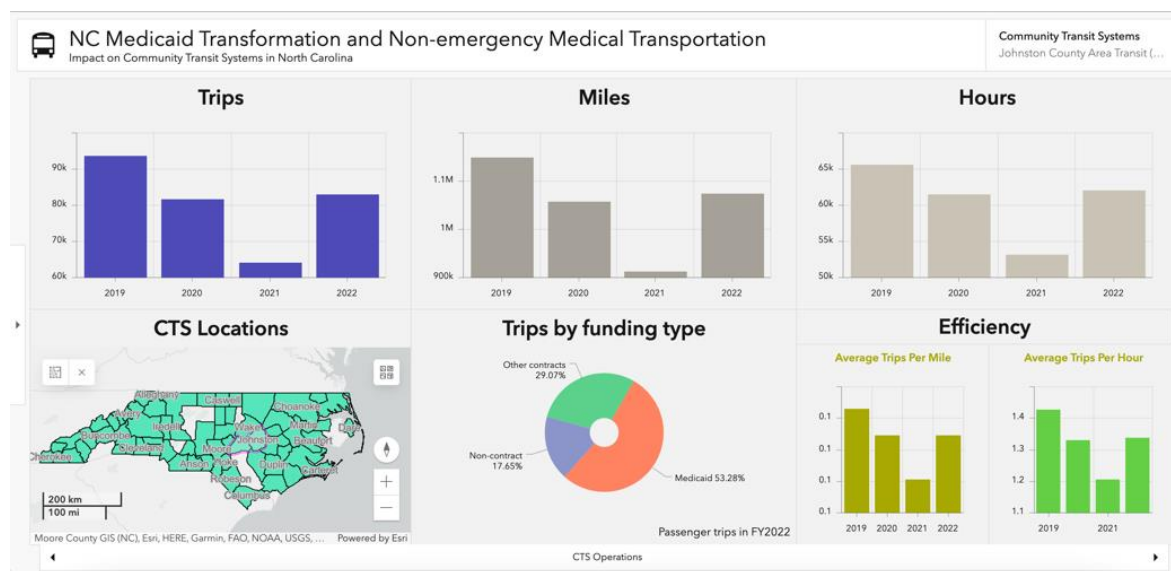 NC Medicaid Transformation and Non-emergency Medical Transportation
Impact on Community Transit Systems in North Carolina
Community Transit Systems
Johnston County Area Transit (...
Trips
90k
80k
70k
60k
2019 2020 2021 2022
Miles
1.1M
1M
900k
2019 2020 2021 2022
Hours
65k
60k
55k
50k
2019 2020 2021 2022
CTS Locations
Alleghany
Caswell
Choanoke
Avery
Iredell
Wake
Martin
Dare
Buncombe
Cleveland
Moore
Johnston
Beaufort
Cherokee
Anson
Hoke
Duplin
Carteret
Robeson
Columbus
200 km
100 mi
Moore County GIS (NC), Esri, HERE, Garmin, FAO, NOAA, USGS, ... Powered by Esri
Trips by funding type
Other contracts
29.07%
Non-contract
17.65%
Medicaid 53.28%
Passenger trips in FY2022
Efficiency
Average Trips Per Mile
0.1
0.1
0.1
0.1
2019 2020 2021 2022
Average Trips Per Hour
1.4
1.3
1.2
1.1
2019 2021
CTS Operations